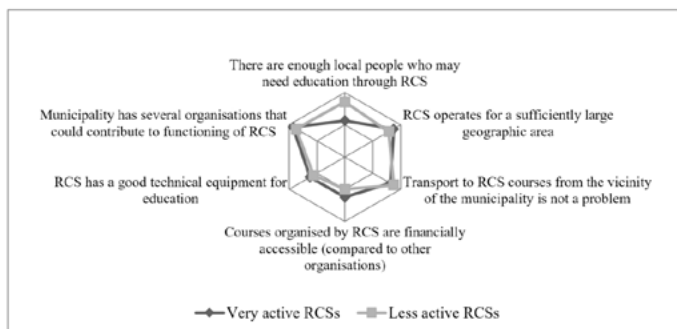 There are enough local people who may
need education through RCS
Municipality has several organisations that
could contribute to functioning of RCS
RCS operates for a sufficiently large
geographic area
RCS has a good technical equipment for
education
Transport to RCS courses from the vicinity
of the municipality is not a problem
Courses organised by RCS are financially
accessible (compared to other
organisations)
Very active RCSs
Less active RCSs